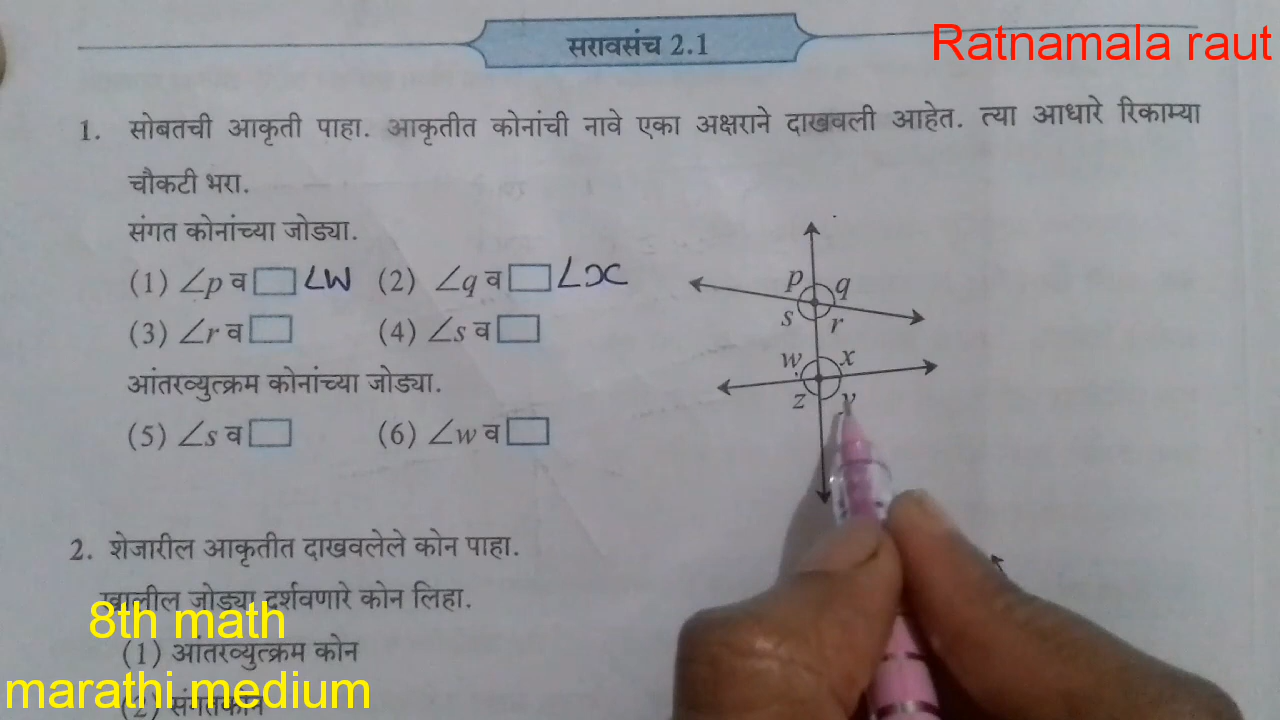 सरावसंच 2.1
Ratnamala raut
1. सोबतची आकृती पाहा. आकृतीत कोनांची नावे एका अक्षराने दाखवली आहेत. त्या आधारे रिकाम्या
चौकटी भरा.
संगत कोनांच्या जोड्या.
(1) ∠p व □ ∠W (2) ∠q व □ ∠x
(3) ∠r व □ (4) ∠s व □
आंतरव्युत्क्रम कोनांच्या जोड्या.
(5) ∠s व □ (6) ∠w व □
p q
s r
w x
z y
2. शेजारील आकृतीत दाखवलेले कोन पाहा.
खालील जोड्या दर्शवणारे कोन लिहा.
8th math
(1) आंतरव्युत्क्रम कोन
marathi medium
(2) संगतकोन